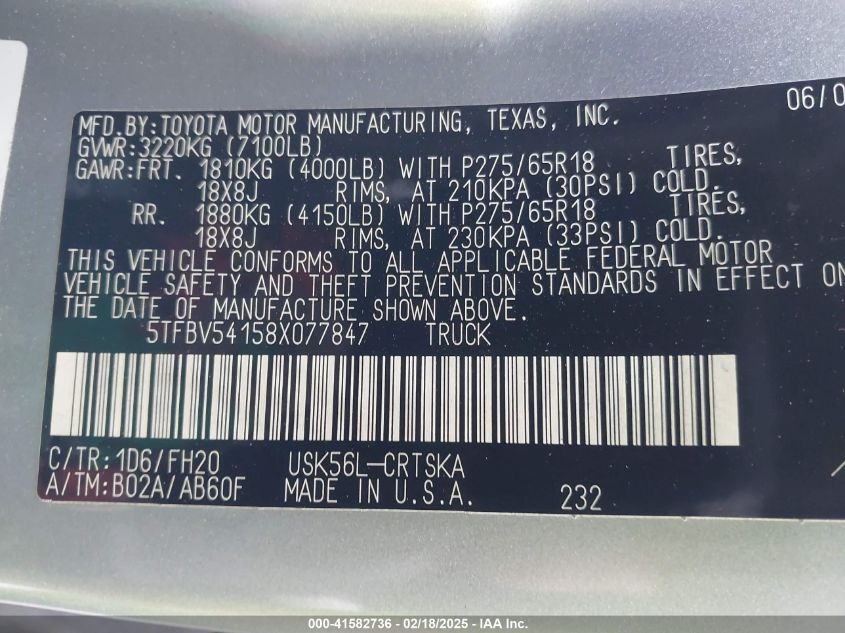 06/0
MFD.BY:TOYOTA MOTOR MANUFACTURING, TEXAS, INC.
GVWR:3220KG (7100LB)
GAWR:FRT. 1810KG (4000LB) WITH P275/65R18 TIRES,
18X8J RIMS, AT 210KPA (30PSI) COLD.
RR. 1880KG (4150LB) WITH P275/65R18 TIRES,
18X8J RIMS, AT 230KPA (33PSI) COLD.
THIS VEHICLE CONFORMS TO ALL APPLICABLE FEDERAL MOTOR
VEHICLE SAFETY AND THEFT PREVENTION STANDARDS IN EFFECT ON
THE DATE OF MANUFACTURE SHOWN ABOVE.
5TFBV54158X077847 TRUCK
C/TR:1D6/FH20 USK56L-CRTSKA
A/TM:B02A/AB60F MADE IN U.S.A. 232
000-41582736 - 02/18/2025 - IAA Inc.